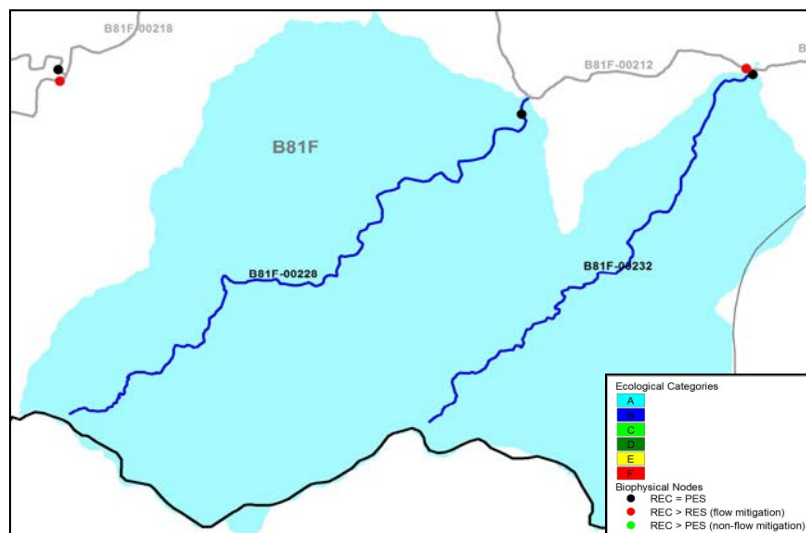 B81F-00218
B81F-00212
B
B81F
B81F-00228
B81F-00232
Ecological Categories
A
B
C
D
E
F
Biophysical Nodes
REC = PES
REC > RES (flow mitigation)
REC > PES (non-flow mitigation)